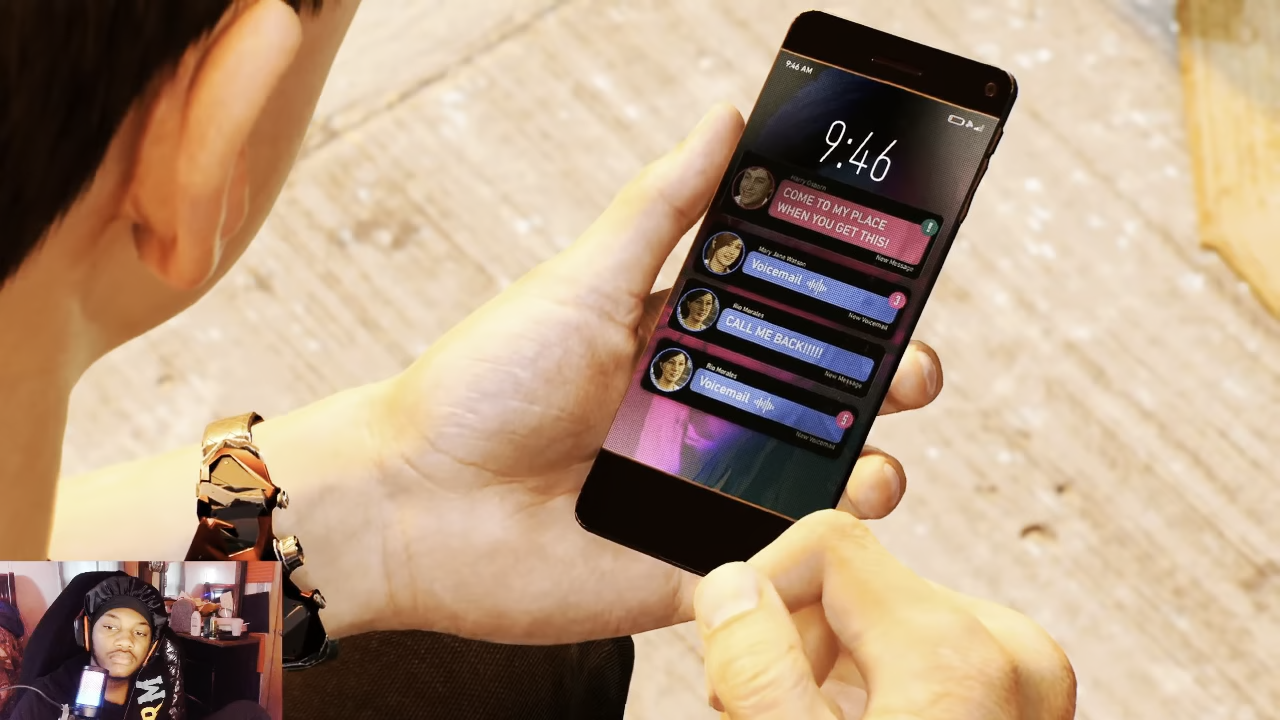 9:46 AM
9:46
Harry Osborn
COME TO MY PLACE
WHEN YOU GET THIS!
!
New Message
Mary Jane Watson
Voicemail
3
New Voicemail
Rio Morales
CALL ME BACK!!!!!
New Message
Rio Morales
Voicemail
5
New Voicemail